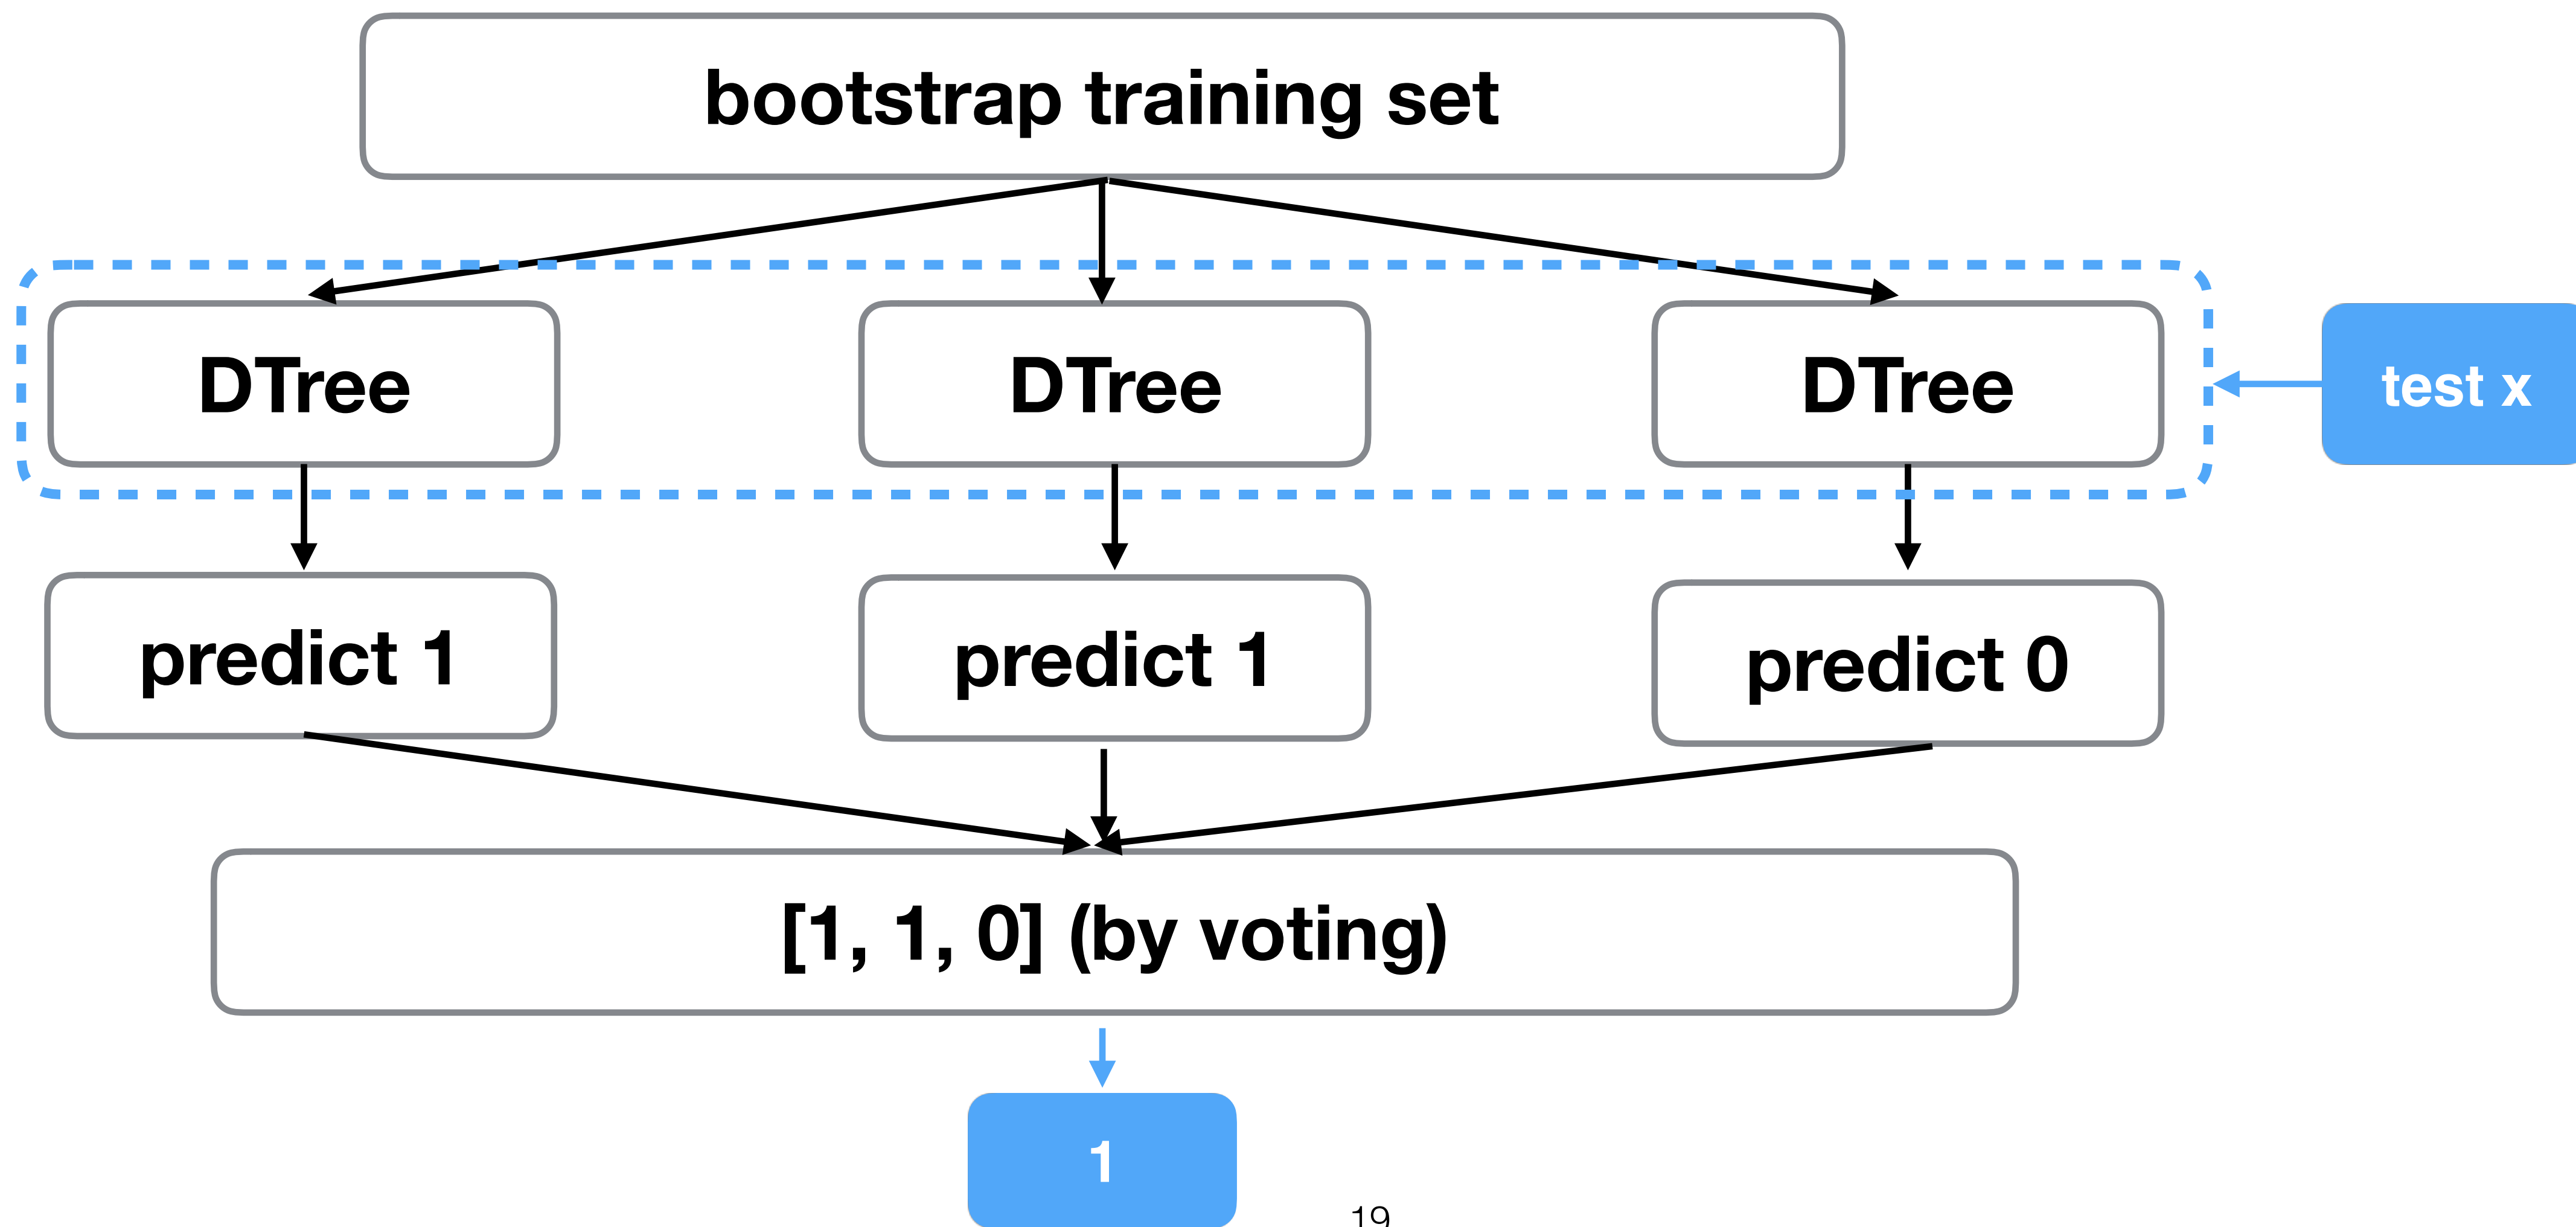 bootstrap training set
DTree
DTree
DTree
test x
predict 1
predict 1
predict 0
[1, 1, 0] (by voting)
1
19